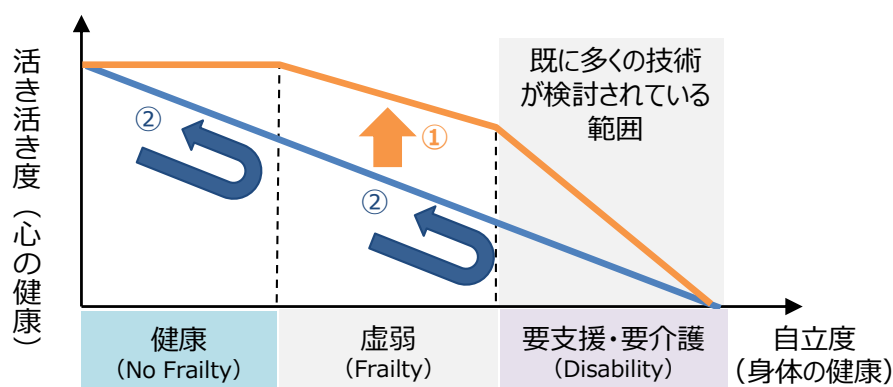 活き活き度（心の健康）
既に多くの技術
が検討されている
範囲
②
①
②
健康
（No Frailty）
虚弱
（Frailty）
要支援・要介護
（Disability）
自立度
（身体の健康）